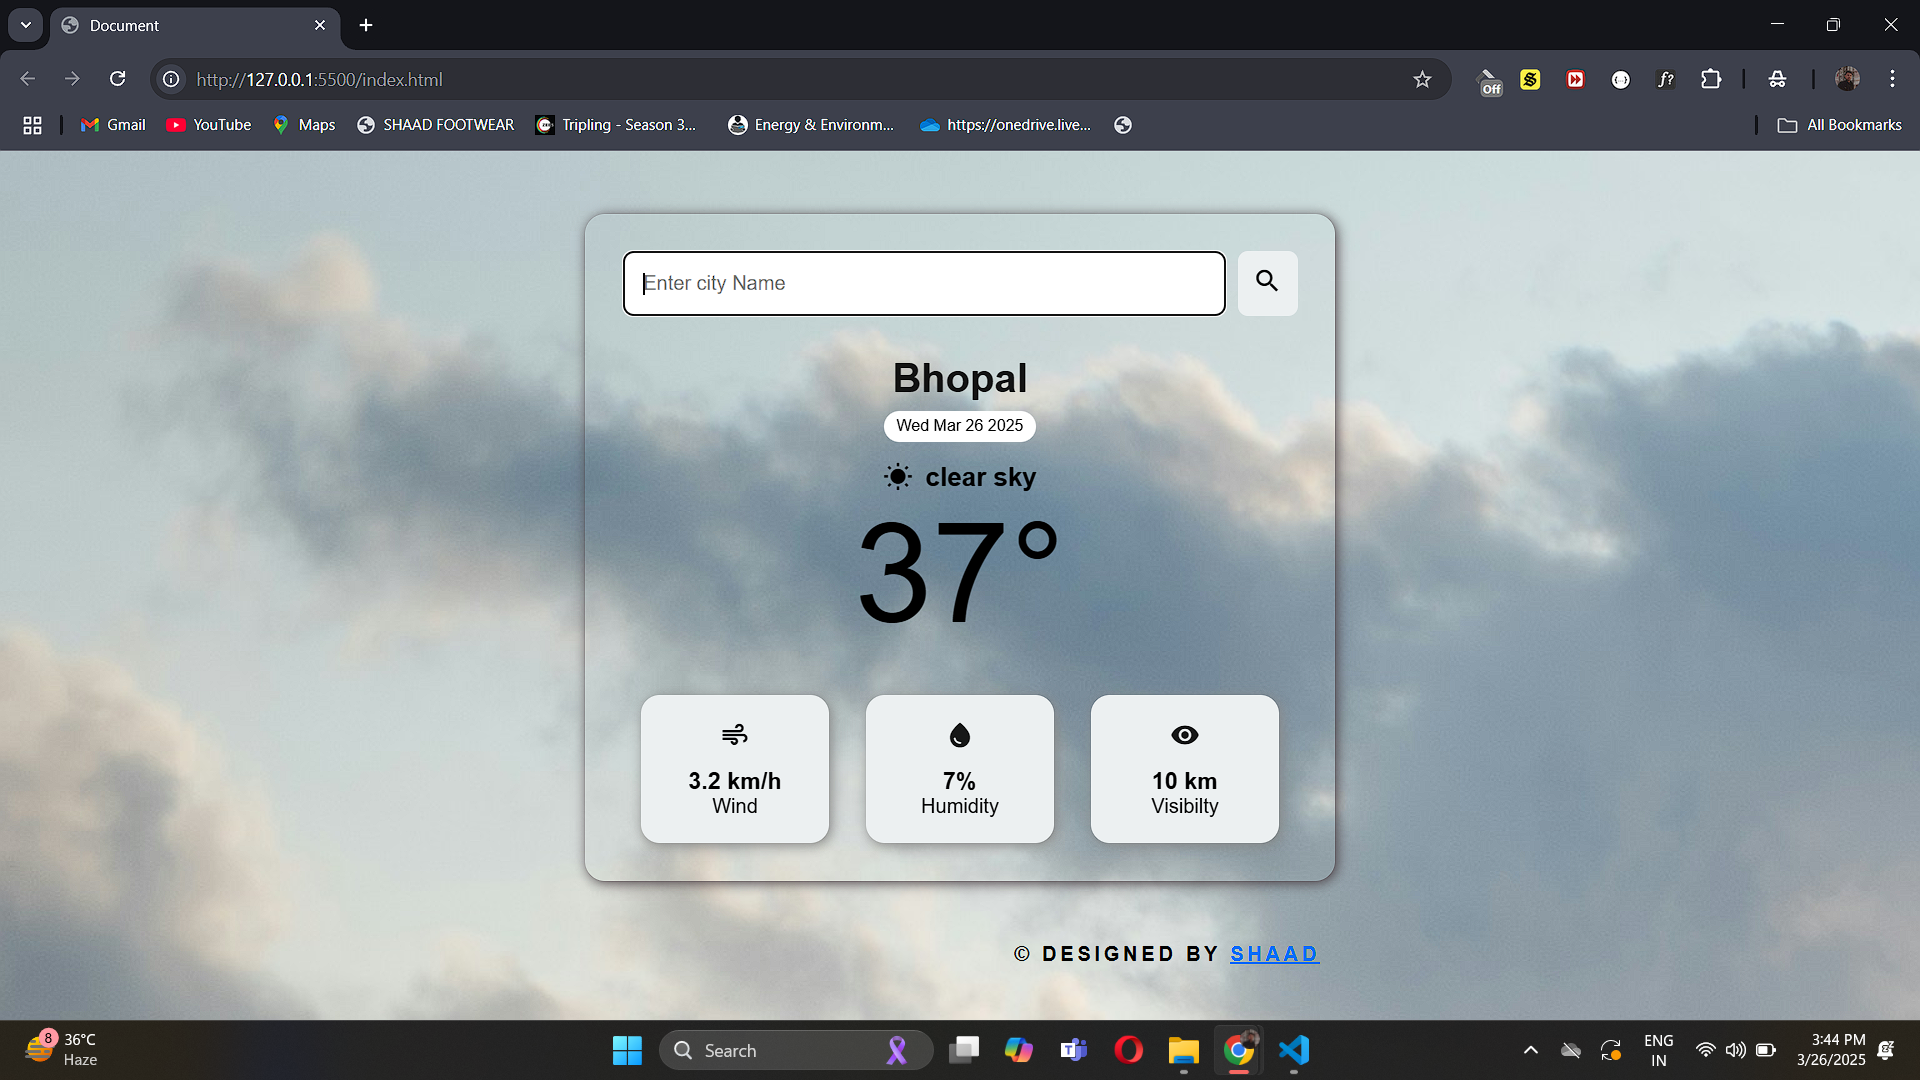 Document
http://127.0.0.1:5500/index.html
Off
Gmail
YouTube
Maps
SHAAD FOOTWEAR
Tripling - Season 3...
Energy & Environm...
https://onedrive.live...
All Bookmarks
Enter city Name
Bhopal
Wed Mar 26 2025
clear sky
37°
3.2 km/h
Wind
7%
Humidity
10 km
Visibilty
© DESIGNED BY SHAAD
8
36°C
Haze
Search
ENG
IN
3:44 PM
3/26/2025